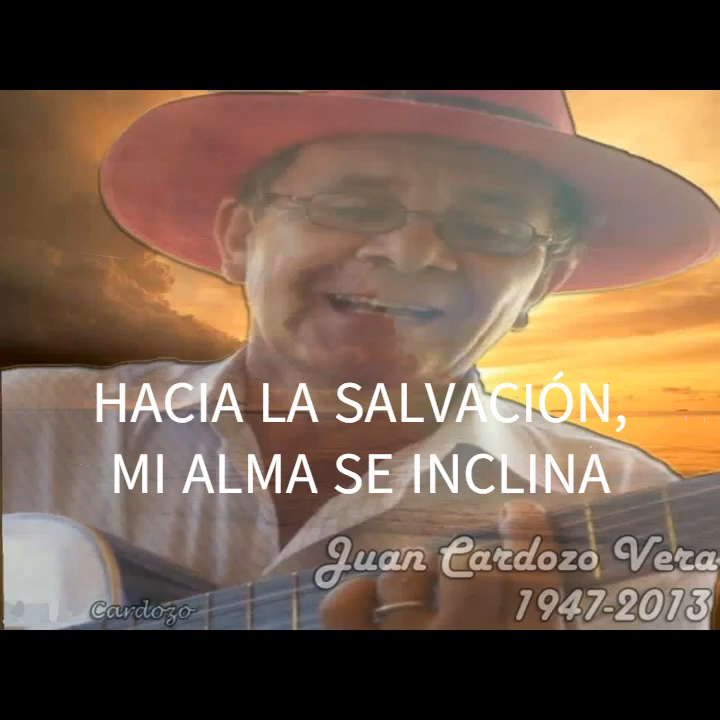 HACIA LA SALVACIÓN,
MI ALMA SE INCLINA
Juan Cardozo Vera
1947-2013
Cardozo